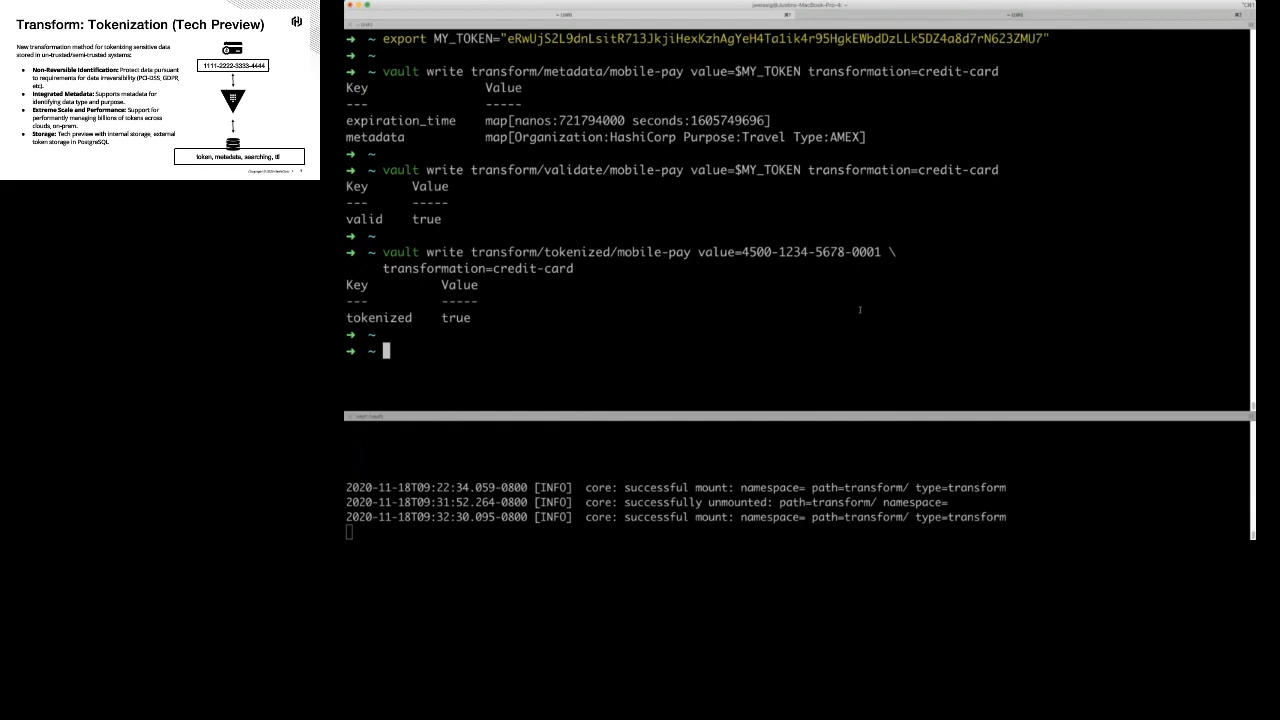 Transform: Tokenization (Tech Preview)
New transformation method for tokenizing sensitive data
stored in un-trusted/semi-trusted systems:
● Non-Reversible Identification: Protect data pursuant
to requirements for data irreversibility (PCI-DSS, GDPR,
etc).
● Integrated Metadata: Supports metadata for
identifying data type and purpose.
● Extreme Scale and Performance: Support for
performantly managing billions of tokens across
clouds, on-prem.
● Storage: Tech preview with internal storage, external
token storage in PostgreSQL
1111-2222-3333-4444
token, metadata, searching, ttl
➜ ~ export MY_TOKEN="eRwUjS2L9dnLsitR713JkjiHexKzhAgYeH4Ta1ik4r95HgkEWbdDzLLk5DZ4a8d7rNG23ZMU7"
➜ ~
➜ ~ vault write transform/metadata/mobile-pay value=$MY_TOKEN transformation=credit-card
Key Value
--- -----
expiration_time map[nanos:721794000 seconds:1605749696]
metadata map[Organization:HashiCorp Purpose:Travel Type:AMEX]
➜ ~
➜ ~ vault write transform/validate/mobile-pay value=$MY_TOKEN transformation=credit-card
Key Value
--- -----
valid true
➜ ~
➜ ~ vault write transform/tokenized/mobile-pay value=4500-1234-5678-0001 \
transformation=credit-card
Key Value
--- -----
tokenized true
➜ ~
➜ ~
2020-11-18T09:22:34.059-0800 [INFO] core: successful mount: namespace= path=transform/ type=transform
2020-11-18T09:31:52.264-0800 [INFO] core: successfully unmounted: path=transform/ namespace=
2020-11-18T09:32:30.095-0800 [INFO] core: successful mount: namespace= path=transform/ type=transform